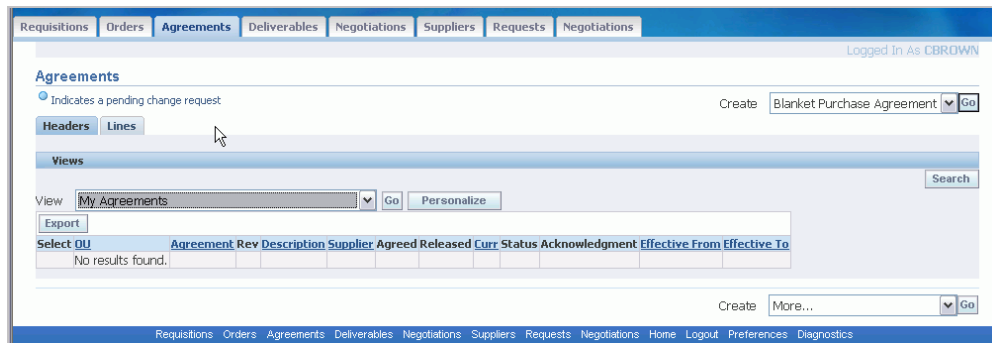 Requisitions Orders Agreements Deliverables Negotiations Suppliers Requests Negotiations
Logged In As CBROWN
Agreements
Indicates a pending change request
Create Blanket Purchase Agreement Go
Headers Lines
Views
Search
View My Agreements Go Personalize
Export
Select OU Agreement Rev Description Supplier Agreed Released Curr Status Acknowledgment Effective From Effective To
No results found.
Create More... Go
Requisitions Orders Agreements Deliverables Negotiations Suppliers Requests Negotiations Home Logout Preferences Diagnostics